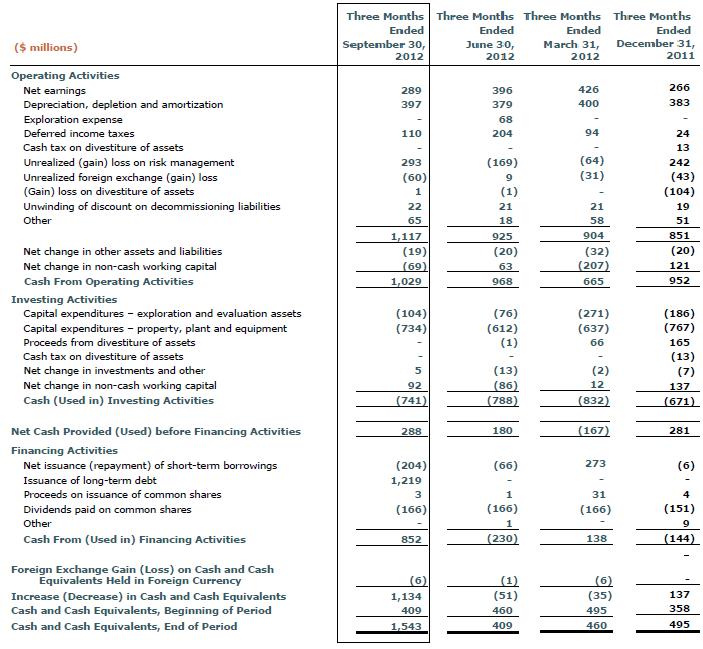 Three Months Three Months Three Months Three Months
Ended Ended Ended Ended
($ millions) September 30, June 30, March 31, December 31,
2012 2012 2012 2011
Operating Activities
Net earnings 289 396 426 266
Depreciation, depletion and amortization 397 379 400 383
Exploration expense - 68 - -
Deferred income taxes 110 204 94 24
Cash tax on divestiture of assets - - - 13
Unrealized (gain) loss on risk management 293 (169) (64) 242
Unrealized foreign exchange (gain) loss (60) 9 (31) (43)
(Gain) loss on divestiture of assets 1 (1) - (104)
Unwinding of discount on decommissioning liabilities 22 21 21 19
Other 65 18 58 51
1,117 925 904 851
Net change in other assets and liabilities (19) (20) (32) (20)
Net change in non-cash working capital (69) 63 (207) 121
Cash From Operating Activities 1,029 968 665 952
Investing Activities
Capital expenditures – exploration and evaluation assets (104) (76) (271) (186)
Capital expenditures – property, plant and equipment (734) (612) (637) (767)
Proceeds from divestiture of assets - (1) 66 165
Cash tax on divestiture of assets - - - (13)
Net change in investments and other 5 (13) (2) (7)
Net change in non-cash working capital 92 (86) 12 137
Cash (Used in) Investing Activities (741) (788) (832) (671)
Net Cash Provided (Used) before Financing Activities 288 180 (167) 281
Financing Activities
Net issuance (repayment) of short-term borrowings (204) (66) 273 (6)
Issuance of long-term debt 1,219 - - -
Proceeds on issuance of common shares 3 1 31 4
Dividends paid on common shares (166) (166) (166) (151)
Other - 1 - 9
Cash From (Used in) Financing Activities 852 (230) 138 (144)
-
Foreign Exchange Gain (Loss) on Cash and Cash
Equivalents Held in Foreign Currency (6) (1) (6) -
Increase (Decrease) in Cash and Cash Equivalents 1,134 (51) (35) 137
Cash and Cash Equivalents, Beginning of Period 409 460 495 358
Cash and Cash Equivalents, End of Period 1,543 409 460 495